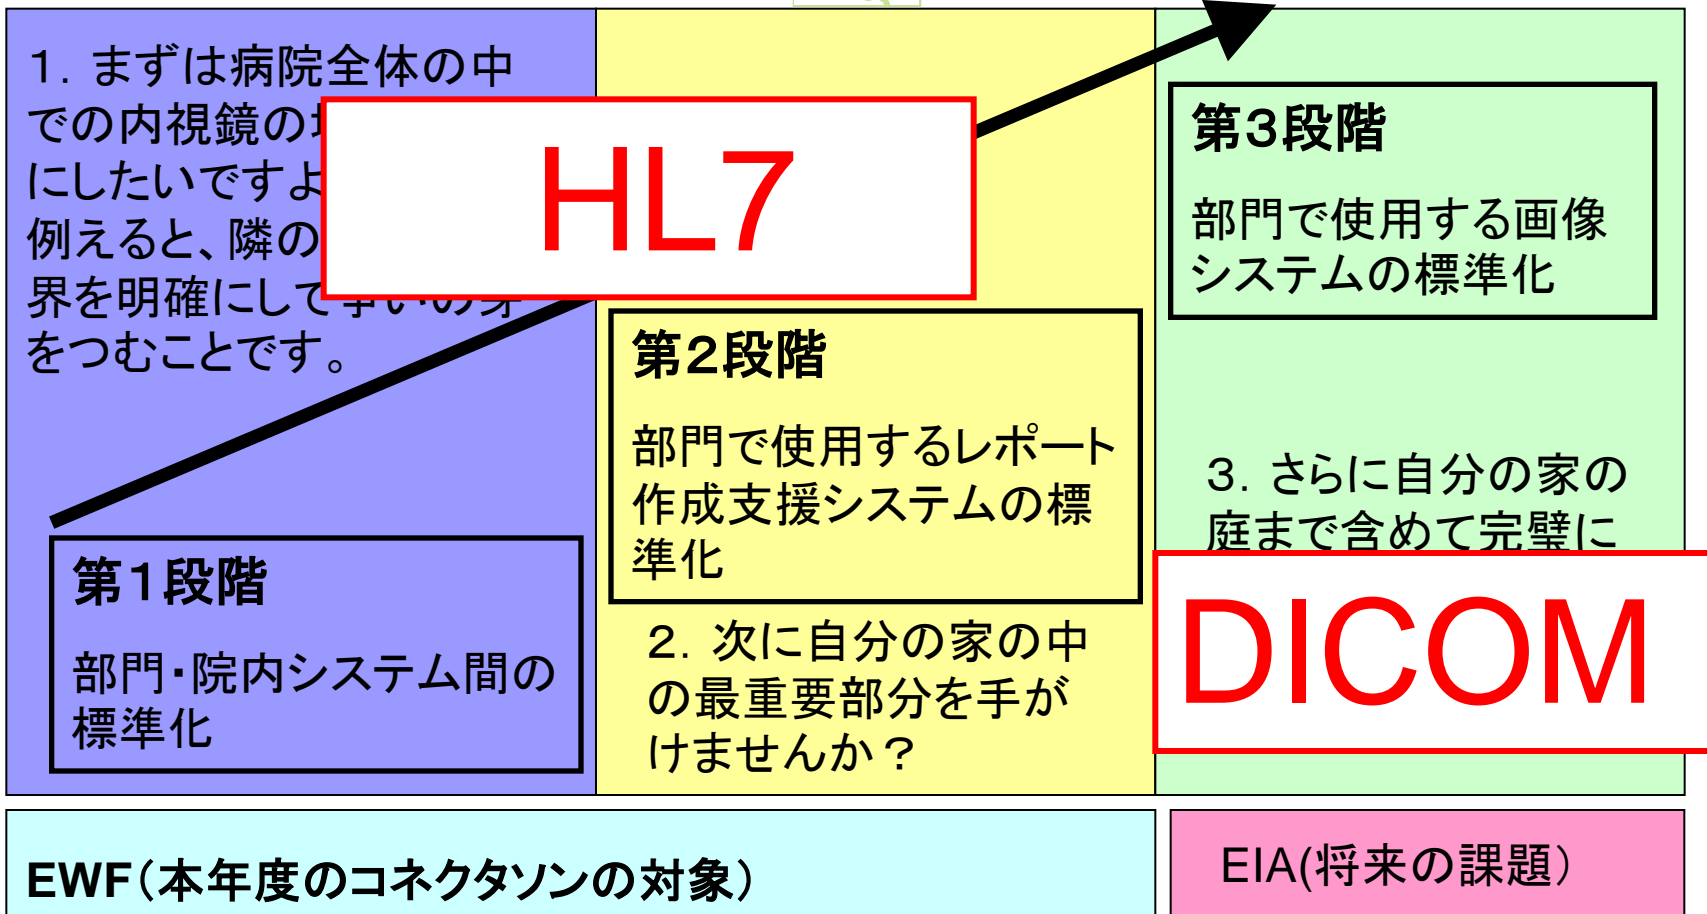 1．まずは病院全体の中
での内視鏡の
にしたいですよ
例えると、隣の
界を明確にして争いの芽
をつむことです。
HL7
第1段階
部門・院内システム間の
標準化
第2段階
部門で使用するレポート
作成支援システムの標
準化
2．次に自分の家の中
の最重要部分を手が
けませんか？
第3段階
部門で使用する画像
システムの標準化
3．さらに自分の家の
庭まで含めて完璧に
DICOM
EWF（本年度のコネクタソンの対象）
EIA(将来の課題）